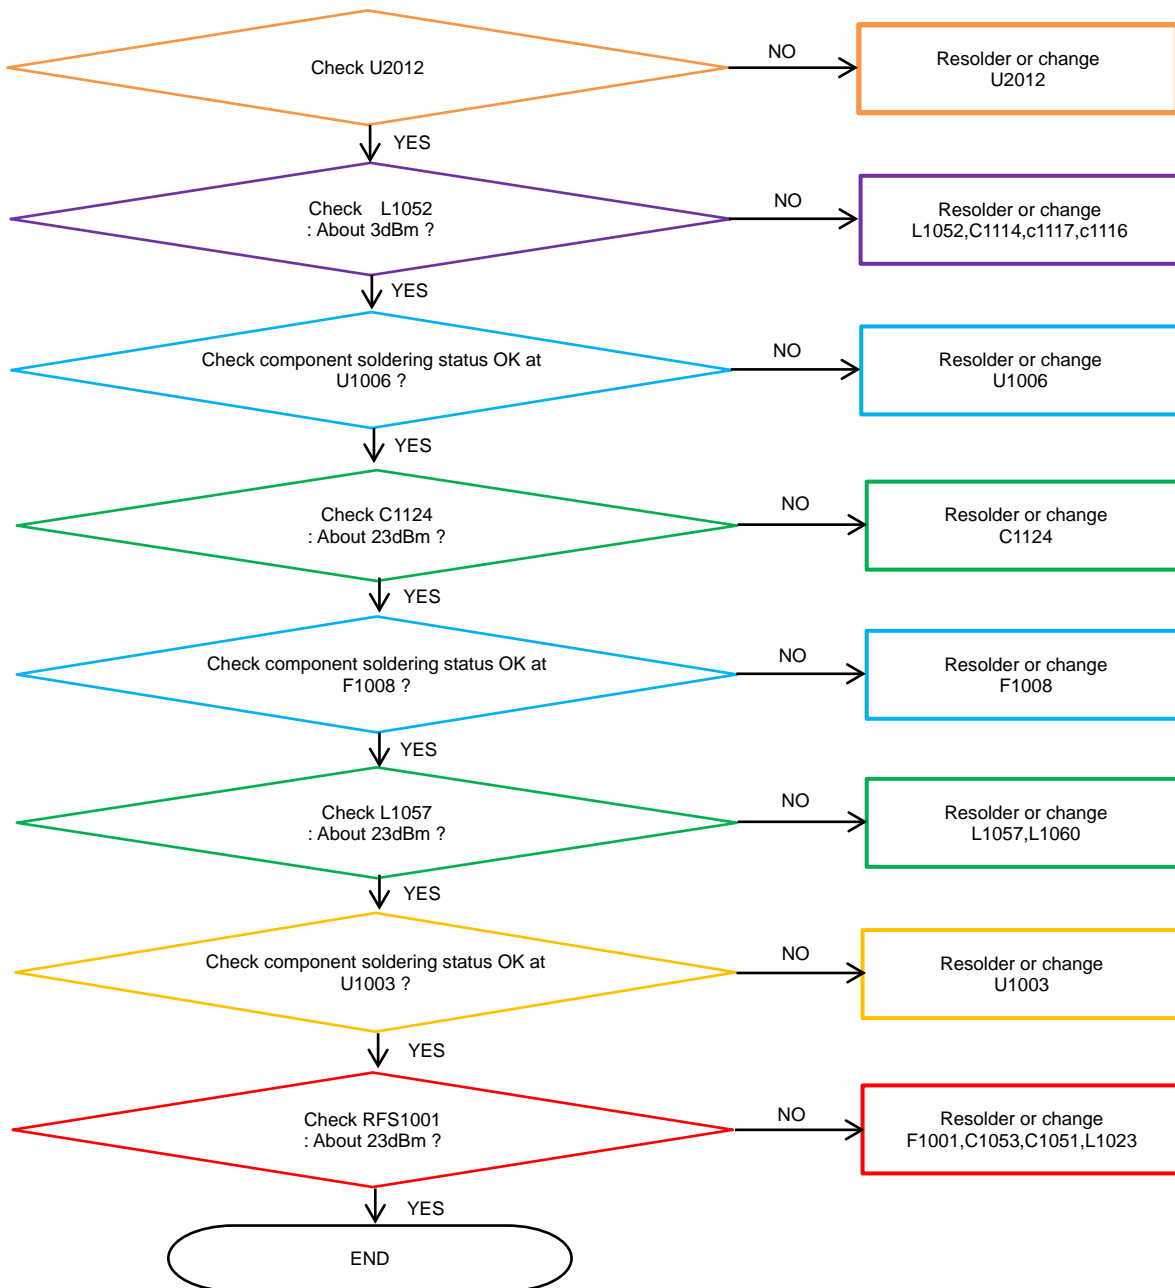 Check U2012
NO
Resolder or change
U2012
YES
Check L1052
: About 3dBm ?
NO
Resolder or change
L1052,C1114,c1117,c1116
YES
Check component soldering status OK at
U1006 ?
NO
Resolder or change
U1006
YES
Check C1124
: About 23dBm ?
NO
Resolder or change
C1124
YES
Check component soldering status OK at
F1008 ?
NO
Resolder or change
F1008
YES
Check L1057
: About 23dBm ?
NO
Resolder or change
L1057,L1060
YES
Check component soldering status OK at
U1003 ?
NO
Resolder or change
U1003
YES
Check RFS1001
: About 23dBm ?
NO
Resolder or change
F1001,C1053,C1051,L1023
YES
END